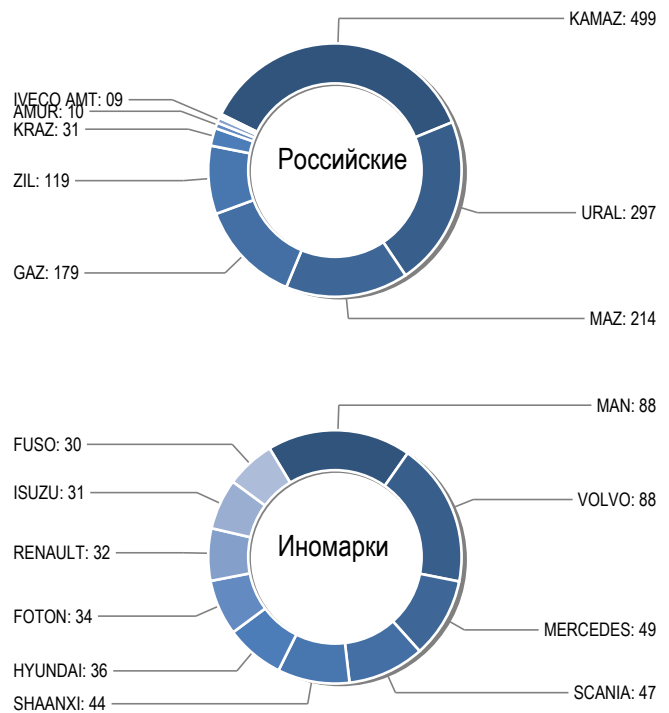 KAMAZ: 499
IVECO AMT: 09
AMUR: 10
KRAZ: 31
Российские
ZIL: 119
URAL: 297
GAZ: 179
MAZ: 214
MAN: 88
FUSO: 30
ISUZU: 31
VOLVO: 88
Иномарки
RENAULT: 32
FOTON: 34
MERCEDES: 49
HYUNDAI: 36
SCANIA: 47
SHAANXI: 44